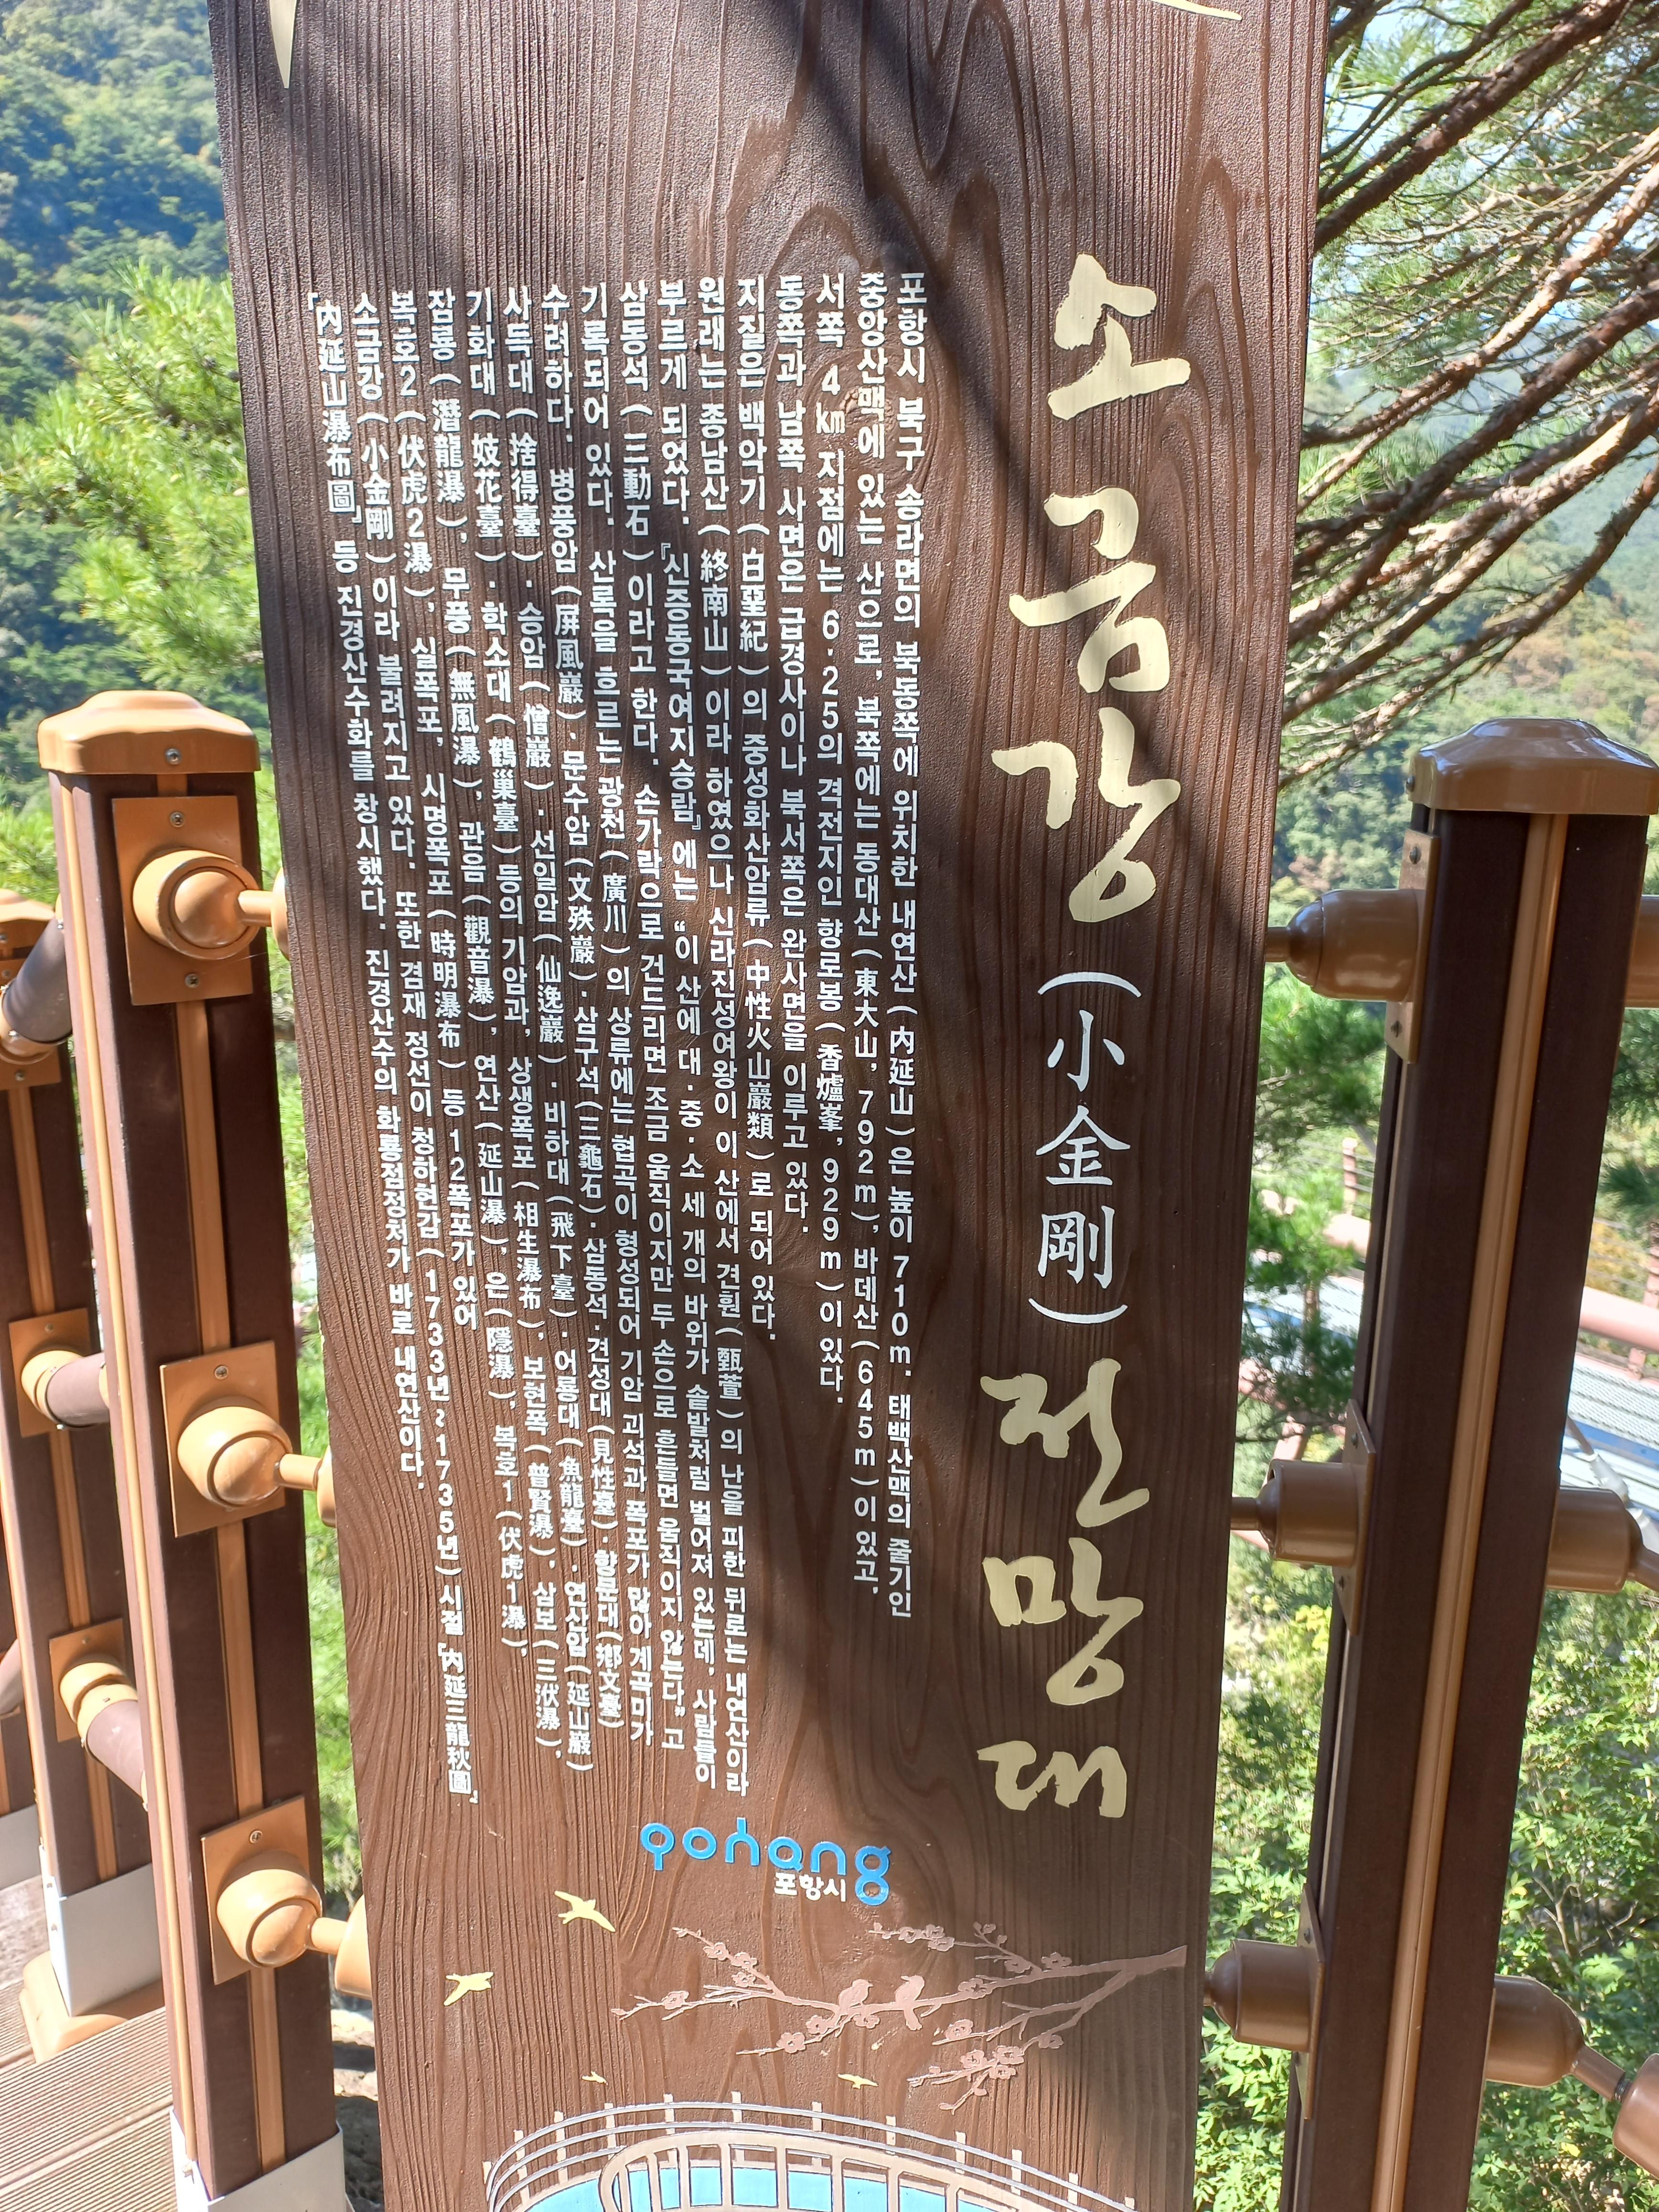 소금강(小金剛)전망대
포항시 북구 송라면의 북동쪽에 위치한 내연산(內延山)은 높이 710m. 태백산맥의 줄기인
중앙산맥에 있는 산으로, 북쪽에는 동대산(東大山, 792m), 바데산(645m)이 있고,
서쪽 4㎞ 지점에는 6·25의 격전지인 향로봉(香爐峯, 929m)이 있다.
동쪽과 남쪽 사면은 급경사이나 북서쪽은 완사면을 이루고 있다.
지질은 백악기(白堊紀)의 중성화산암류(中性火山巖類)로 되어 있다.
원래는 종남산(終南山)이라 하였으나 신라진성여왕이 이 산에서 견훤(甄萱)의 난을 피한 뒤로는 내연산이라
부르게 되었다. 『신증동국여지승람』에는 “이 산에 대·중·소 세 개의 바위가 솥발처럼 벌어져 있는데, 사람들이
삼동석(三動石)이라고 한다. 손가락으로 건드리면 조금 움직이지만 두 손으로 흔들면 움직이지 않는다”고
기록되어 있다. 산록을 흐르는 광천(廣川)의 상류에는 협곡이 형성되어 기암 괴석과 폭포가 많아 계곡미가
수려하다. 병풍암(屛風巖)·문수암(文殊巖)·삼구석(三龜石)·삼동석·견성대(見性臺)·향문대(鄕文臺)
사득대(捨得臺)·승암(僧巖)·선일암(仙逸巖)·비하대(飛下臺)·어룡대(魚龍臺)·연산암(延山巖)
기화대(妓花臺)·학소대(鶴巢臺)등의 기암과, 상생폭포(相生瀑布), 보현폭(普賢瀑), 삼보(三洑瀑),
잠룡(潛龍瀑), 무풍(無風瀑), 관음(觀音瀑), 연산(延山瀑), 은(隱瀑), 복호1(伏虎1瀑),
복호2(伏虎2瀑), 실폭포, 시명폭포(時明瀑布) 등 12폭포가 있어
소금강(小金剛)이라 불려지고 있다. 또한 겸재 정선이 청하현감(1733년~1735년)시절「內延三龍秋圖」
「內延山瀑布圖」등 진경산수화를 창시했다. 진경산수의 화룡점정처가 바로 내연산이다.
pohang
포항시